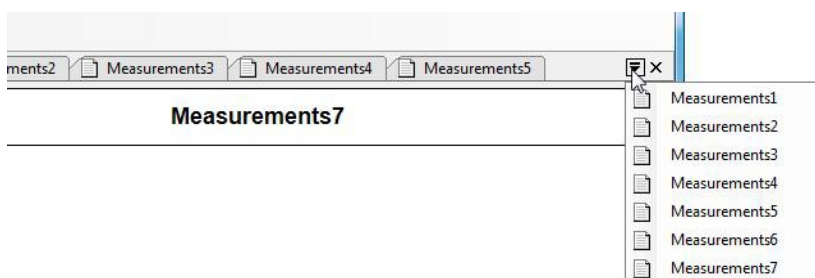 ments2 Measurements3 Measurements4 Measurements5
Measurements7
Measurements1
Measurements2
Measurements3
Measurements4
Measurements5
Measurements6
Measurements7